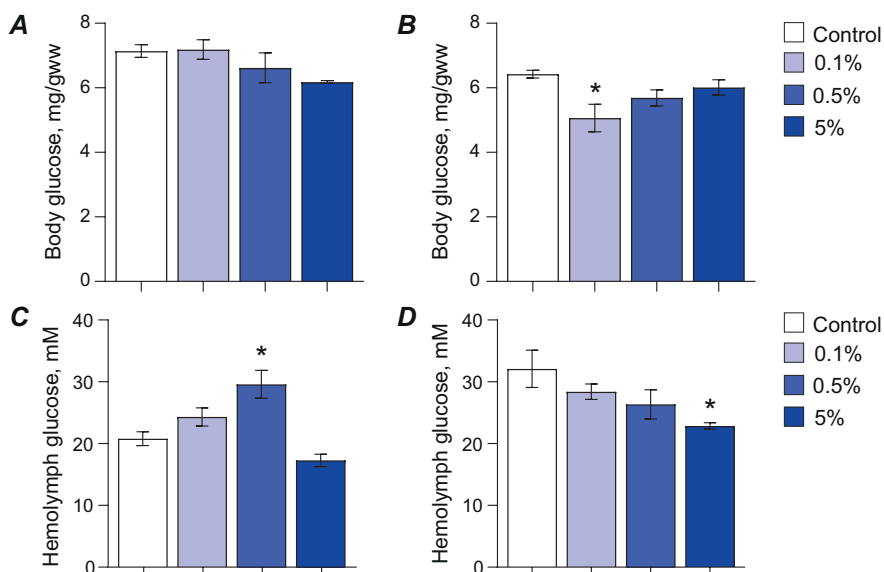 A
Body glucose, mg/gww
8
6
4
2
0
B
Body glucose, mg/gww
8
6
4
2
0
*
Control
0.1%
0.5%
5%
C
Hemolymph glucose, mM
40
30
20
10
0
*
D
Hemolymph glucose, mM
40
30
20
10
0
*
Control
0.1%
0.5%
5%